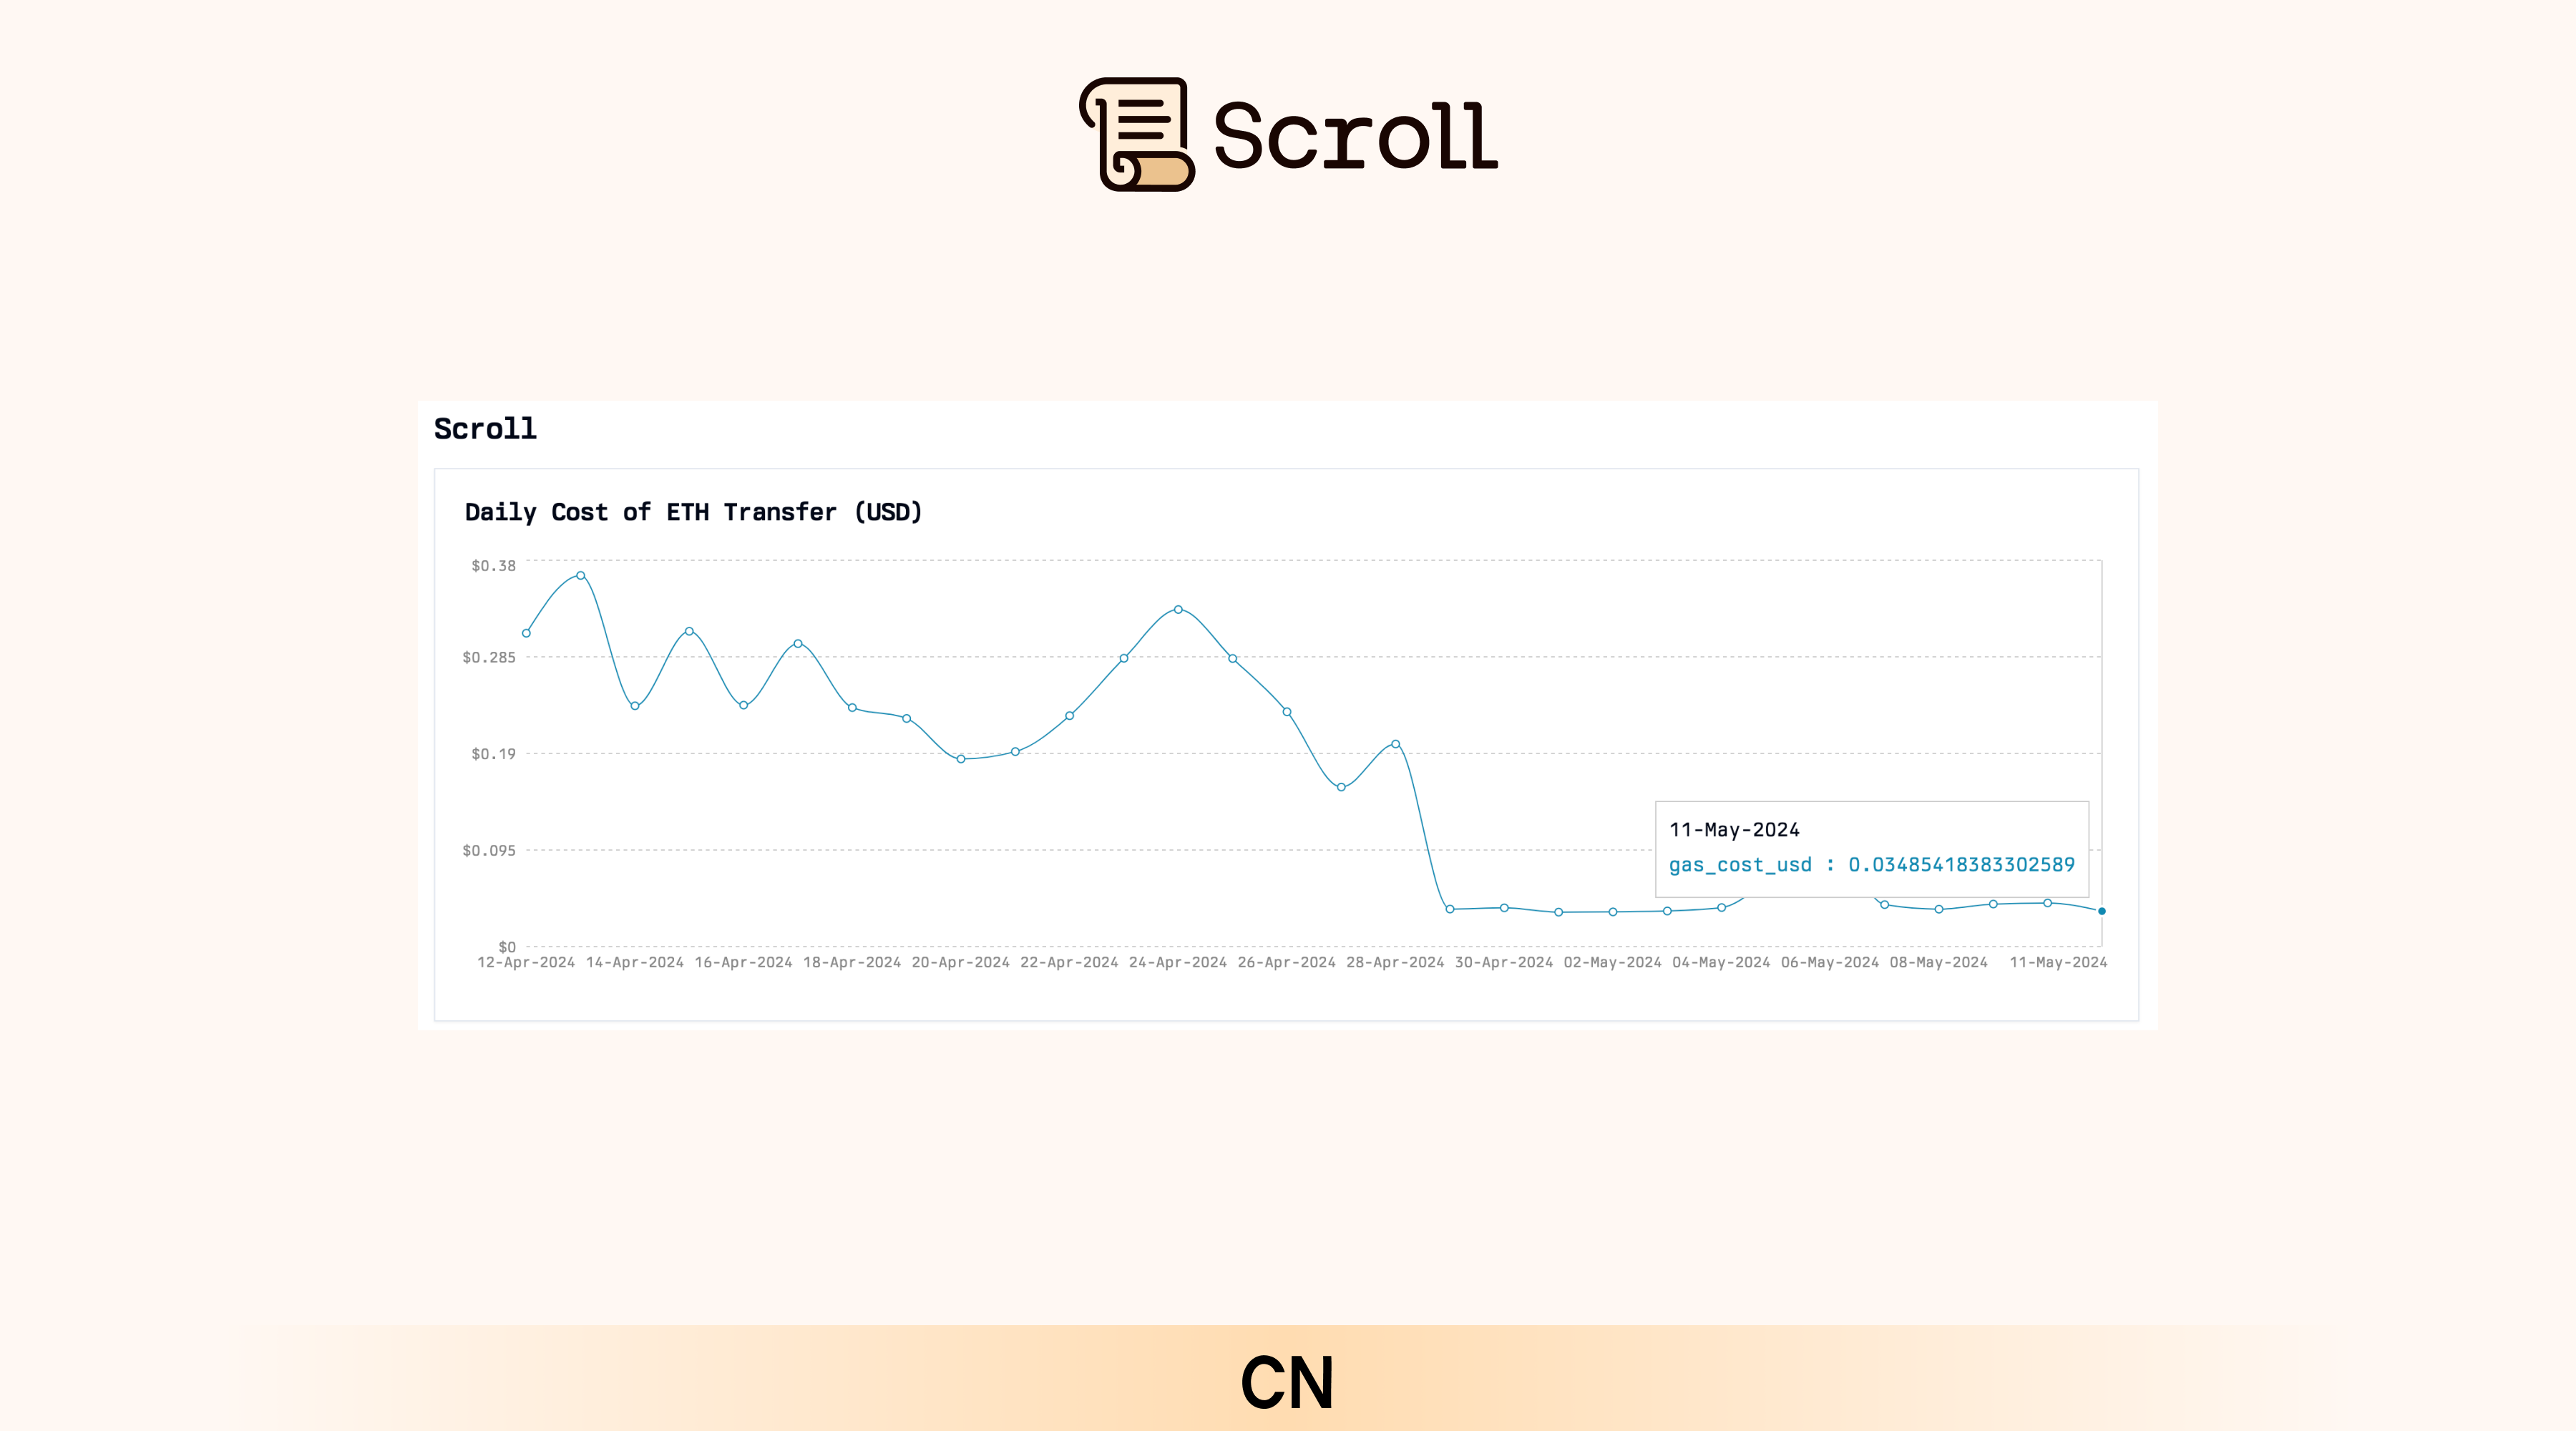 Scroll
Scroll
Daily Cost of ETH Transfer (USD)
$0.38
$0.285
$0.19
$0.095
$0
11-May-2024
gas_cost_usd : 0.03485418383302589
12-Apr-2024 14-Apr-2024 16-Apr-2024 18-Apr-2024 20-Apr-2024 22-Apr-2024 24-Apr-2024 26-Apr-2024 28-Apr-2024 30-Apr-2024 02-May-2024 04-May-2024 06-May-2024 08-May-2024 11-May-2024
CN